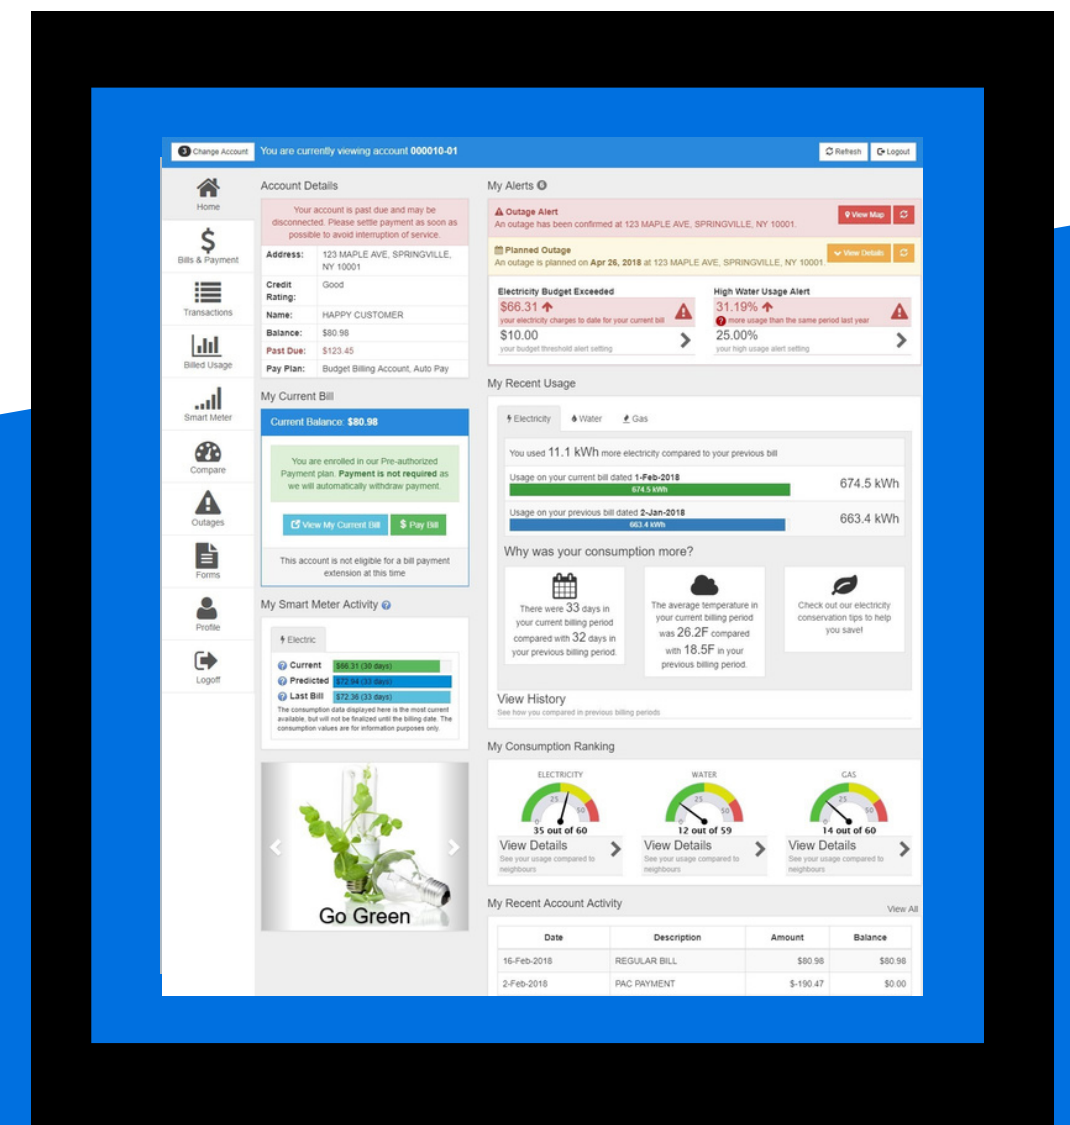 3 Change Account
You are currently viewing account 000010-01
Refresh
Logout
Home
Bills & Payment
Transactions
Billed Usage
Smart Meter
Compare
Outages
Forms
Profile
Logoff
Account Details
Your account is past due and may be
disconnected. Please settle payment as soon as
possible to avoid interruption of service.
Address: 123 MAPLE AVE, SPRINGVILLE,
NY 10001
Credit Good
Rating:
Name: HAPPY CUSTOMER
Balance: $80.98
Past Due: $123.45
Pay Plan: Budget Billing Account, Auto Pay
My Current Bill
Current Balance: $80.98
You are enrolled in our Pre-authorized
Payment plan. Payment is not required as
we will automatically withdraw payment.
View My Current Bill
$ Pay Bill
This account is not eligible for a bill payment
extension at this time
My Smart Meter Activity ?
Electric
? Current $66.31 (30 days)
? Predicted $72.94 (33 days)
? Last Bill $72.36 (33 days)
The consumption data displayed here is the most current
available, but will not be finalized until the billing date. The
consumption values are for information purposes only.
Go Green
My Alerts 6
Outage Alert
An outage has been confirmed at 123 MAPLE AVE, SPRINGVILLE, NY 10001.
View Map
Planned Outage
An outage is planned on Apr 26, 2018 at 123 MAPLE AVE, SPRINGVILLE, NY 10001.
View Details
Electricity Budget Exceeded
$66.31
your electricity charges to date for your current bill
$10.00
your budget threshold alert setting
High Water Usage Alert
31.19%
? more usage than the same period last year
25.00%
your high usage alert setting
My Recent Usage
Electricity Water Gas
You used 11.1 kWh more electricity compared to your previous bill
Usage on your current bill dated 1-Feb-2018
674.5 kWh
674.5 kWh
Usage on your previous bill dated 2-Jan-2018
663.4 kWh
663.4 kWh
Why was your consumption more?
There were 33 days in
your current billing period
compared with 32 days in
your previous billing period.
The average temperature in
your current billing period
was 26.2F compared
with 18.5F in your
previous billing period.
Check out our electricity
conservation tips to help
you save!
View History
See how you compared in previous billing periods
My Consumption Ranking
ELECTRICITY
0 25 50
35 out of 60
View Details
See your usage compared to
neighbours
WATER
0 25 50
12 out of 59
View Details
See your usage compared to
neighbours
GAS
0 25 50
14 out of 60
View Details
See your usage compared to
neighbours
My Recent Account Activity
View All
Date Description Amount Balance
16-Feb-2018 REGULAR BILL $80.98 $80.98
2-Feb-2018 PAC PAYMENT $-190.47 $0.00